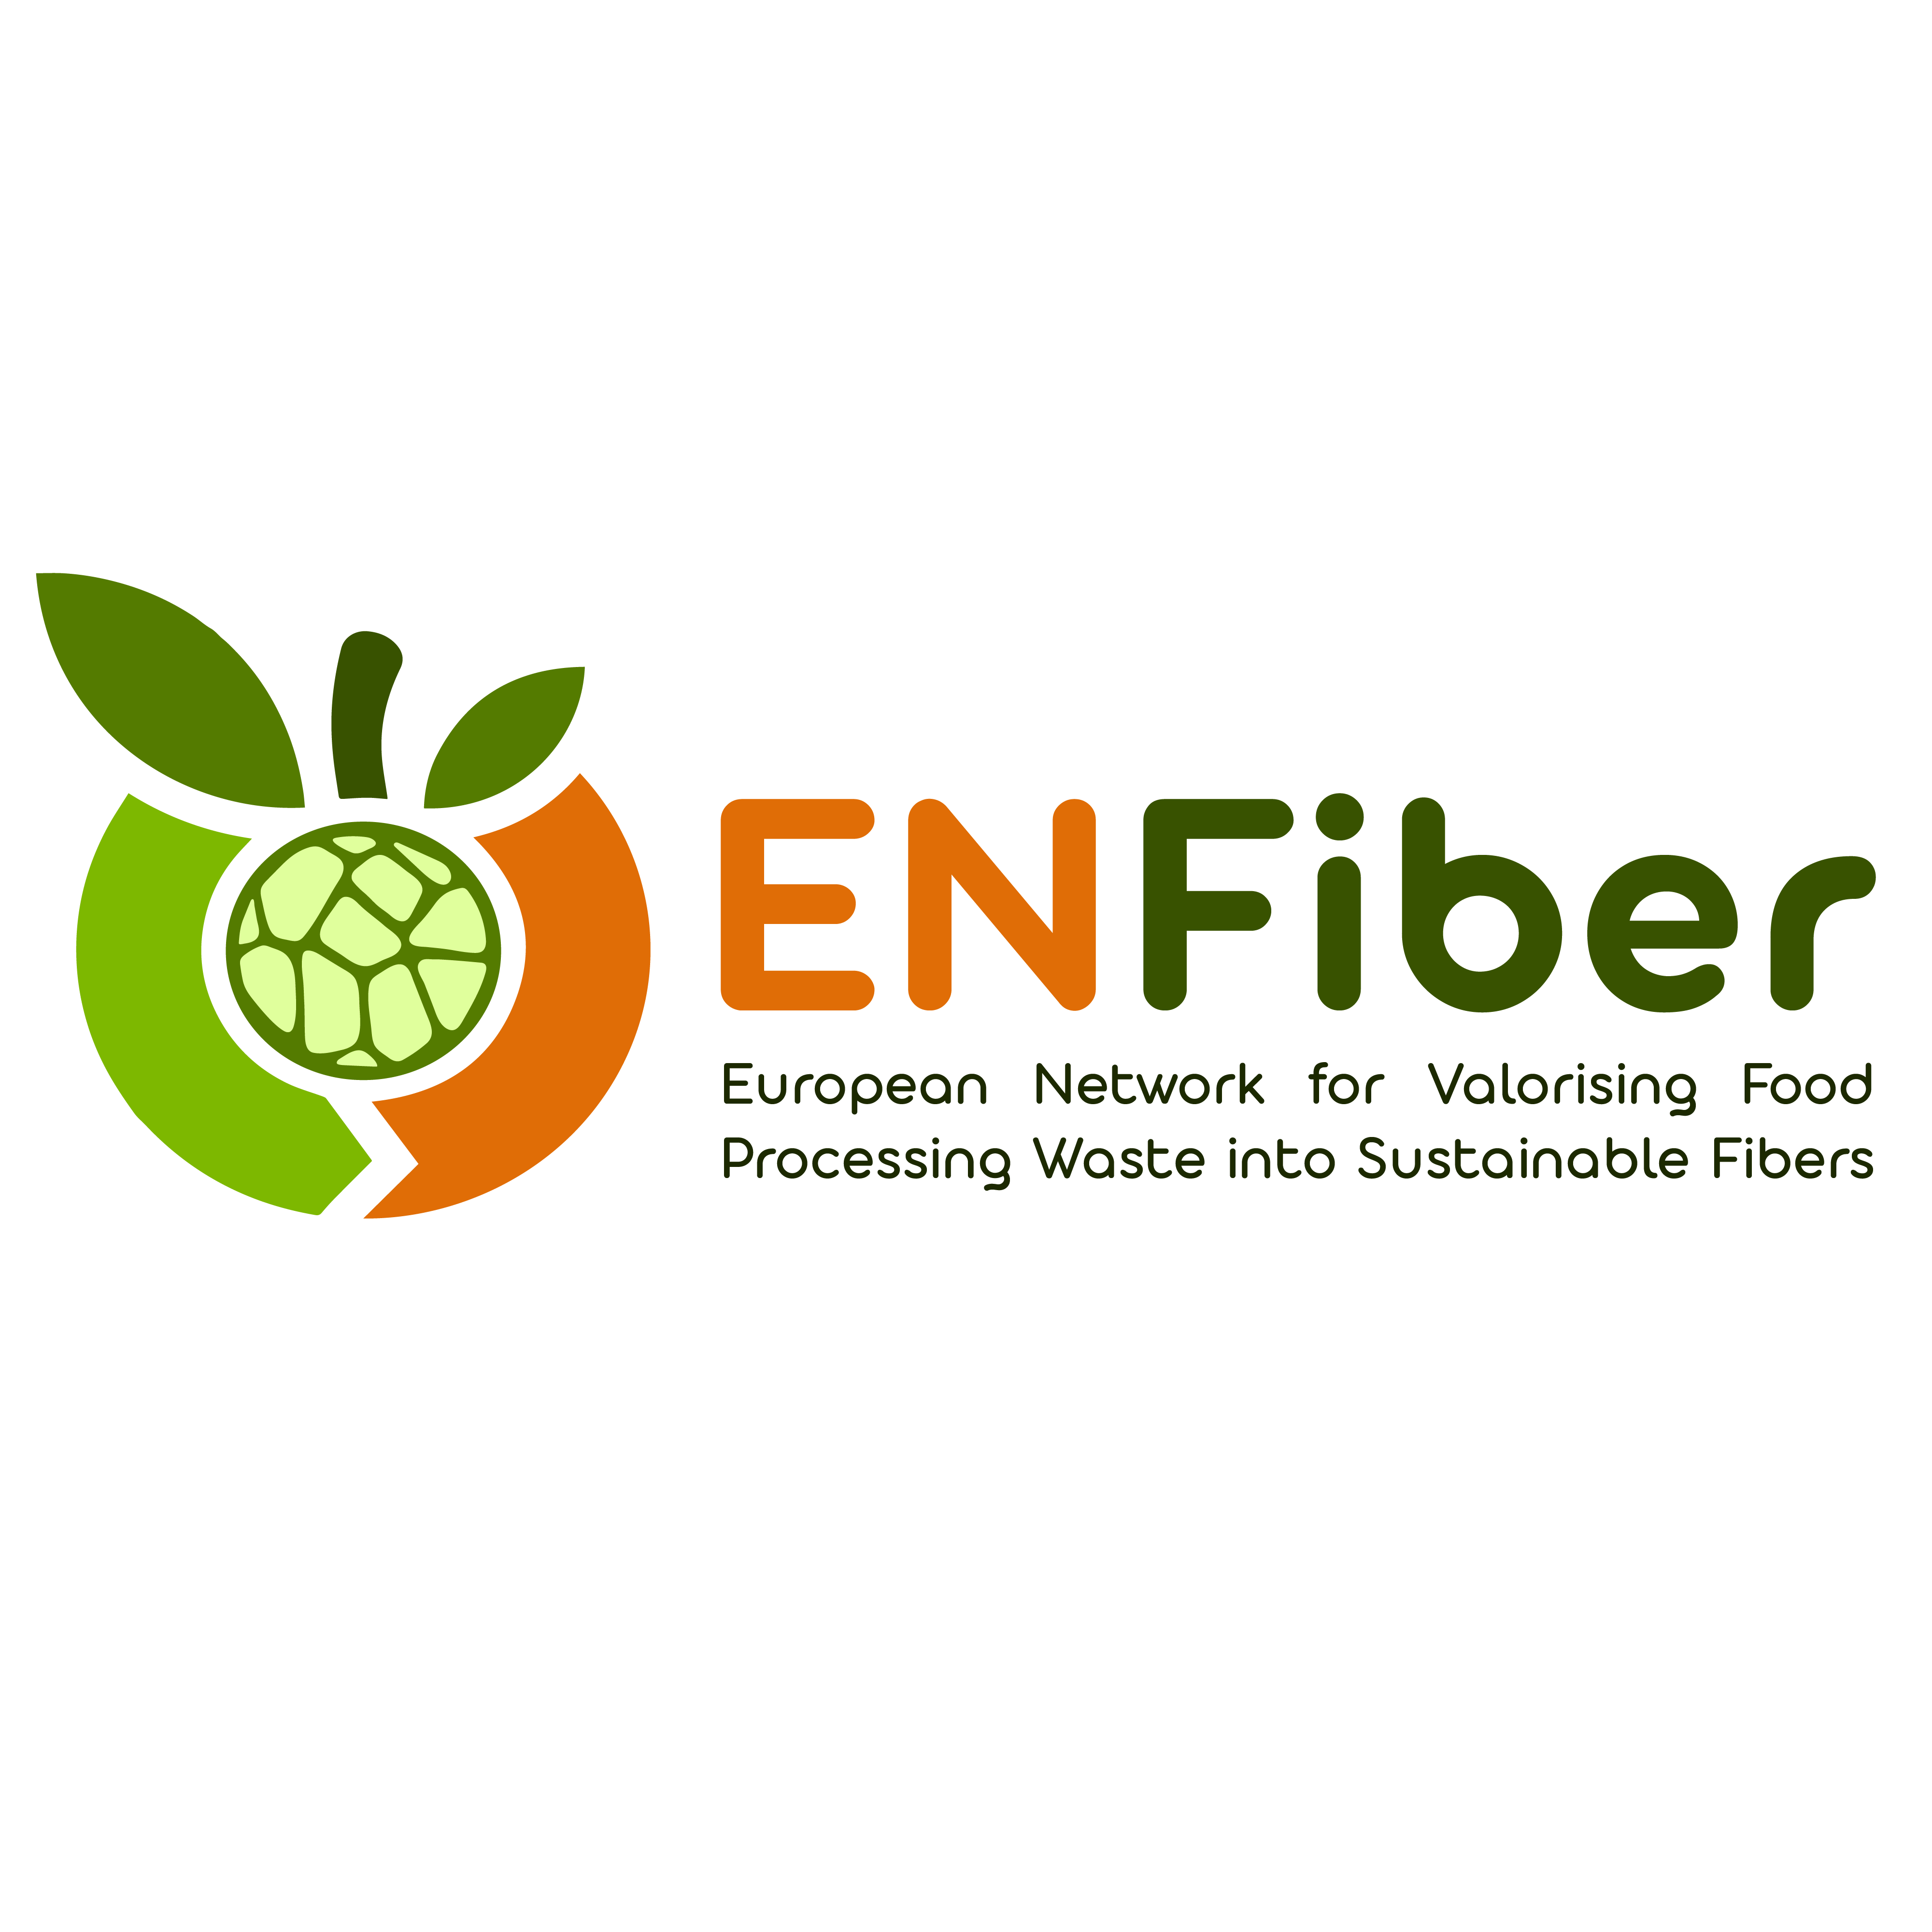 ENFiber
European Network for Valorising Food
Processing Waste into Sustainable Fibers